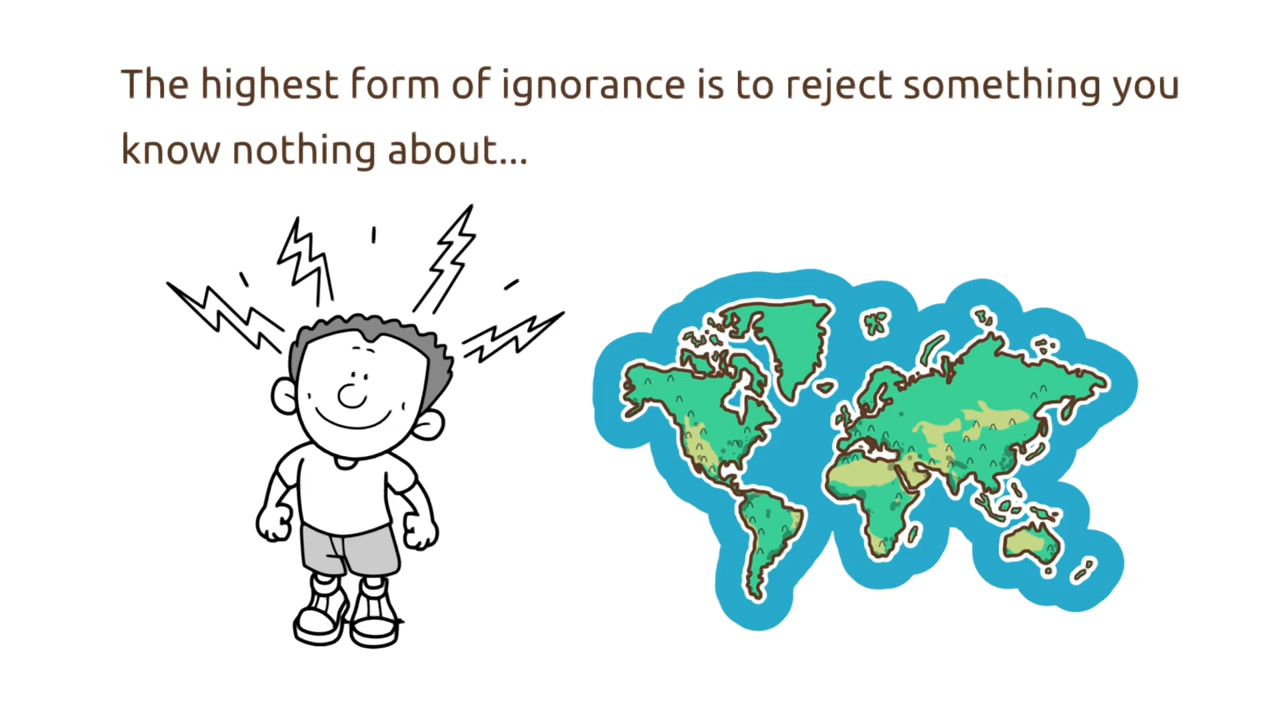 The highest form of ignorance is to reject something you
know nothing about...